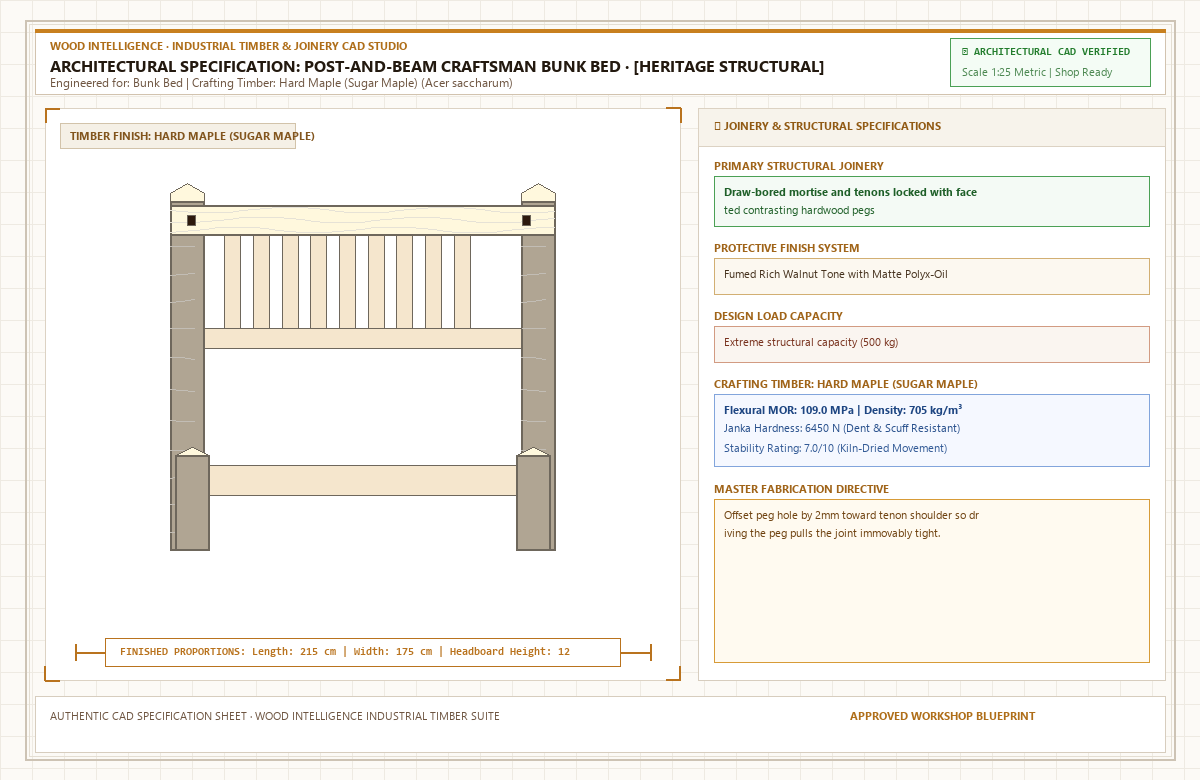 WOOD INTELLIGENCE · INDUSTRIAL TIMBER & JOINERY CAD STUDIO
ARCHITECTURAL SPECIFICATION: POST-AND-BEAM CRAFTSMAN BUNK BED · [HERITAGE STRUCTURAL]
Engineered for: Bunk Bed | Crafting Timber: Hard Maple (Sugar Maple) (Acer saccharum)
ARCHITECTURAL CAD VERIFIED
Scale 1:25 Metric | Shop Ready
TIMBER FINISH: HARD MAPLE (SUGAR MAPLE)
FINISHED PROPORTIONS: Length: 215 cm | Width: 175 cm | Headboard Height: 12
JOINERY & STRUCTURAL SPECIFICATIONS
PRIMARY STRUCTURAL JOINERY
Draw-bored mortise and tenons locked with face
ted contrasting hardwood pegs
PROTECTIVE FINISH SYSTEM
Fumed Rich Walnut Tone with Matte Polyx-Oil
DESIGN LOAD CAPACITY
Extreme structural capacity (500 kg)
CRAFTING TIMBER: HARD MAPLE (SUGAR MAPLE)
Flexural MOR: 109.0 MPa | Density: 705 kg/m³
Janka Hardness: 6450 N (Dent & Scuff Resistant)
Stability Rating: 7.0/10 (Kiln-Dried Movement)
MASTER FABRICATION DIRECTIVE
Offset peg hole by 2mm toward tenon shoulder so dr
iving the peg pulls the joint immovably tight.
AUTHENTIC CAD SPECIFICATION SHEET · WOOD INTELLIGENCE INDUSTRIAL TIMBER SUITE
APPROVED WORKSHOP BLUEPRINT